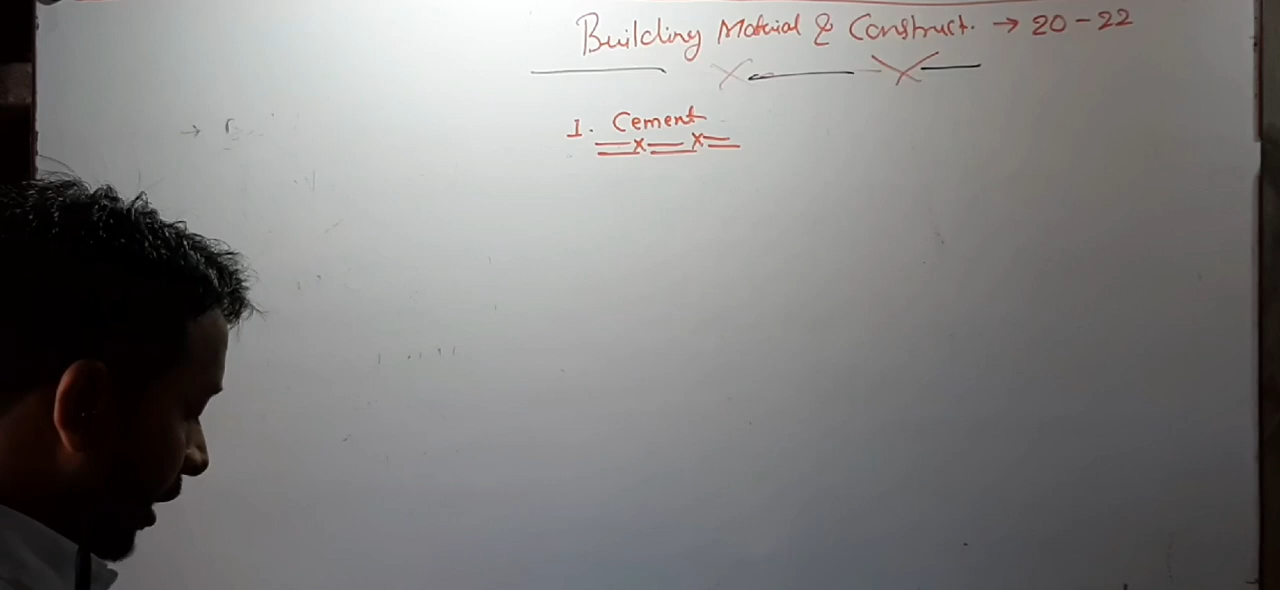 Building Material & Construct. → 20-22
1. Cement